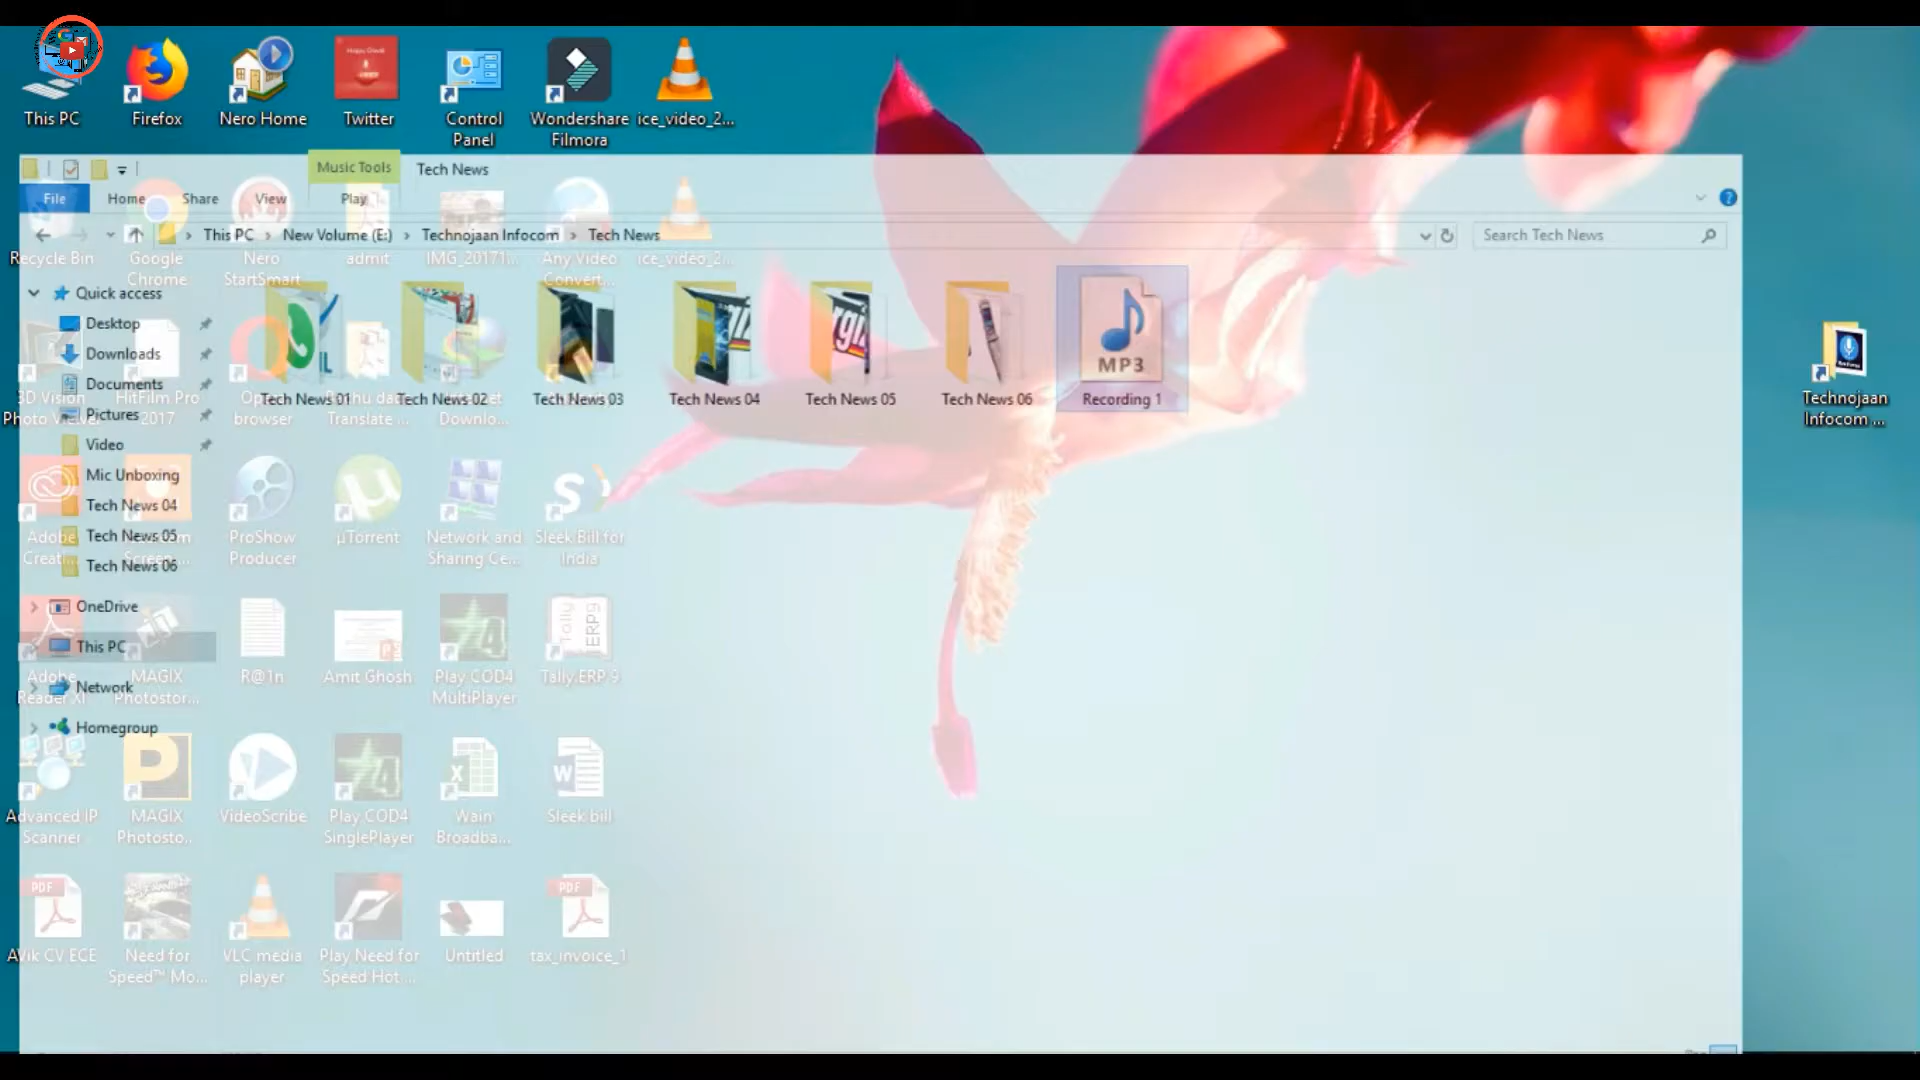 This PC
Firefox
Nero Home
Twitter
Control
Panel
Wondershare
Filmora
ice_video_2...
Music Tools
Tech News
File
Home
Share
View
Play
This PC
New Volume (E:)
Technojaan Infocom
Tech News
Search Tech News
Recycle Bin
Google
Chrome
Nero
StartSmart
admit
IMG_20171...
Any Video
Convert...
ice_video_2...
Quick access
Desktop
Downloads
Documents
Pictures
Video
Mic Unboxing
Tech News 04
Tech News 05
Tech News 06
OneDrive
This PC
Network
Homegroup
Tech News 01
Tech News 02
Tech News 03
Tech News 04
Tech News 05
Tech News 06
MP3
Recording 1
Technojaan
Infocom ...
3D Vision
Photo Viewer
HitFilm Pro
2017
browser
Translate ...
Downlo...
Adobe
Creati...
ProShow
Producer
µTorrent
Network and
Sharing Ce...
Sleek Bill for
India
Adobe
Reader XI
MAGIX
Photostor...
R@1n
Amit Ghosh
Play COD4
MultiPlayer
Tally
ERP9
Tally.ERP 9
Advanced IP
Scanner
MAGIX
Photosto...
VideoScribe
Play COD4
SinglePlayer
Wain
Broadba...
Sleek bill
PDF
AVik CV ECE
Need for
Speed™ Mo...
VLC media
player
Play Need for
Speed Hot ...
Untitled
PDF
tax_invoice_1